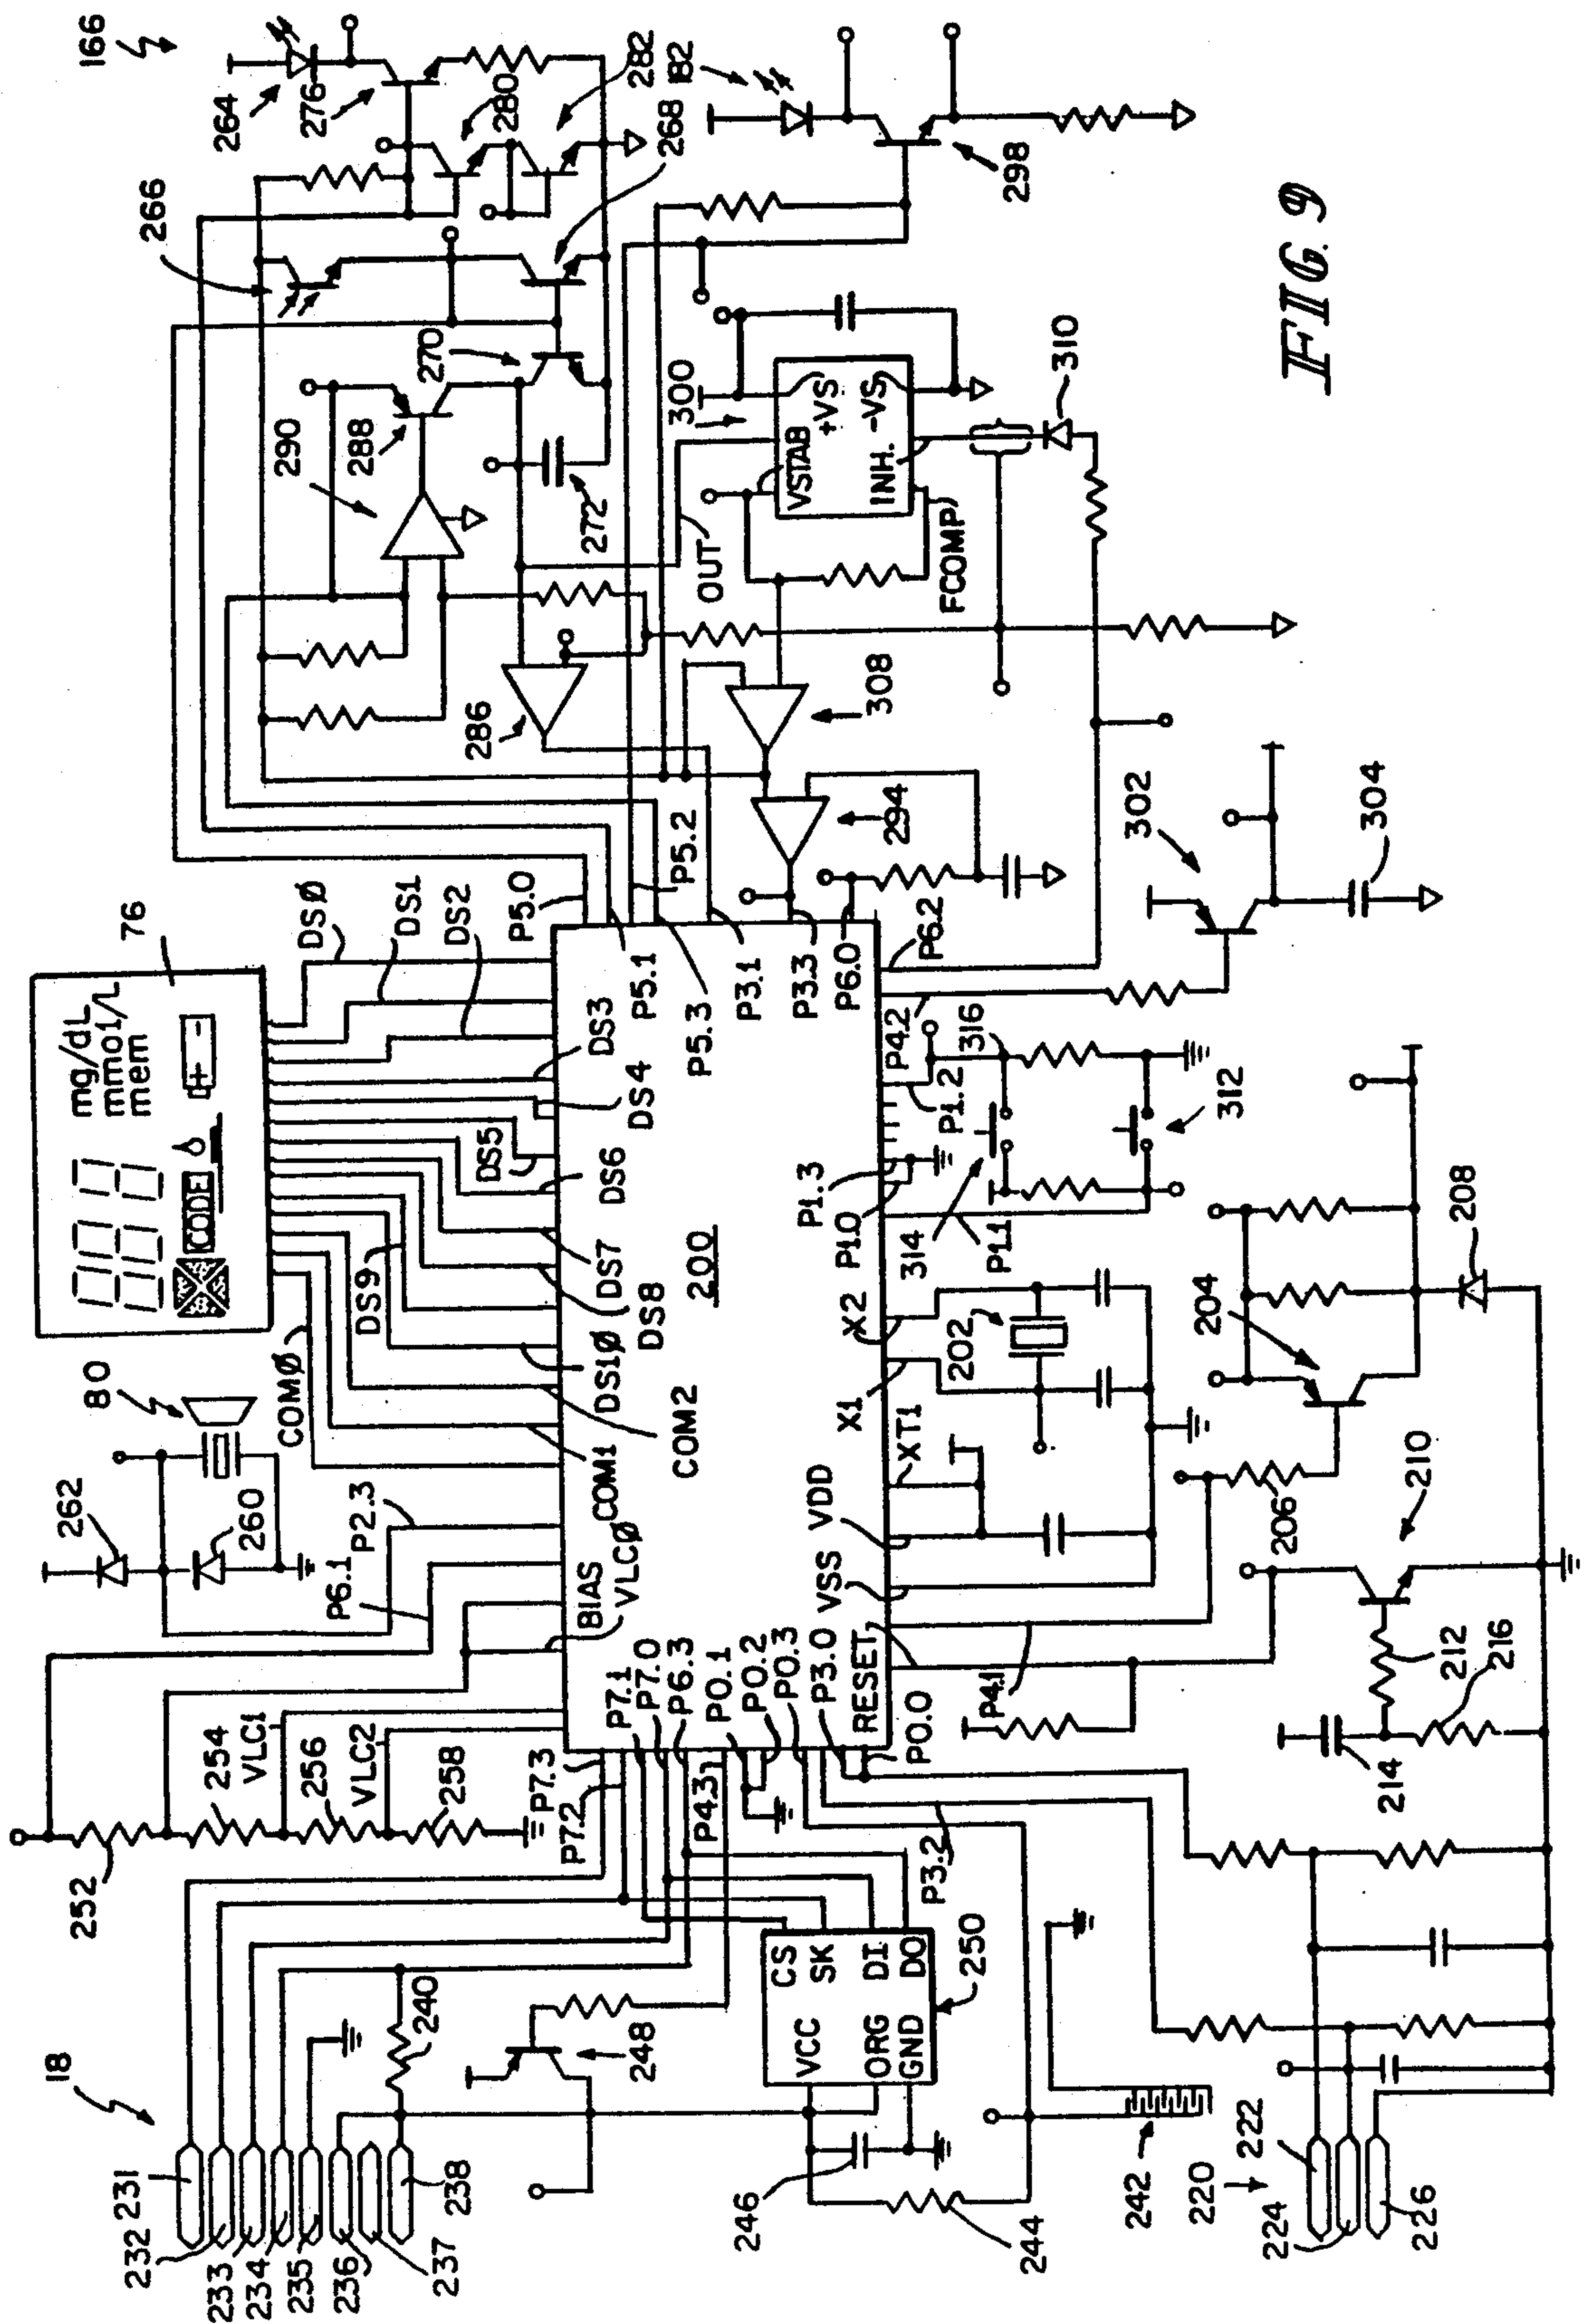 166
264
276
280
282
266
268
182
298
290
288
270
272
300
OUT
VSTAB
+VS
INH.
-VS
FCOMP
310
286
308
294
302
304
FIG. 9
76
mg/dL
mmol/L
mem
CODE
+ -
DSØ
DS1
DS2
DS3
DS4
DS5
DS6
DS7
DS8
DS9
DS1Ø
COMØ
COM1
COM2
P5.0
P5.1
P5.2
P5.3
P3.1
P3.3
P6.0
P6.2
P4.2
P1.2
316
312
P1.3
P1.0
314
P1.1
200
80
262
260
P2.3
P6.1
BIAS
VLCØ
X2
X1
202
XT1
VDD
VSS
RESET
204
208
206
210
212
216
214
P4.1
P0.0
252
254
VLC1
256
VLC2
258
P7.3
P7.2
P7.1
P7.0
P6.3
P4.3
P0.1
P0.2
P0.3
P3.0
P3.2
18
231
232
233
234
235
236
237
238
240
248
CS
SK
DI
DO
VCC
ORG
GND
250
246
244
242
220
222
224
226